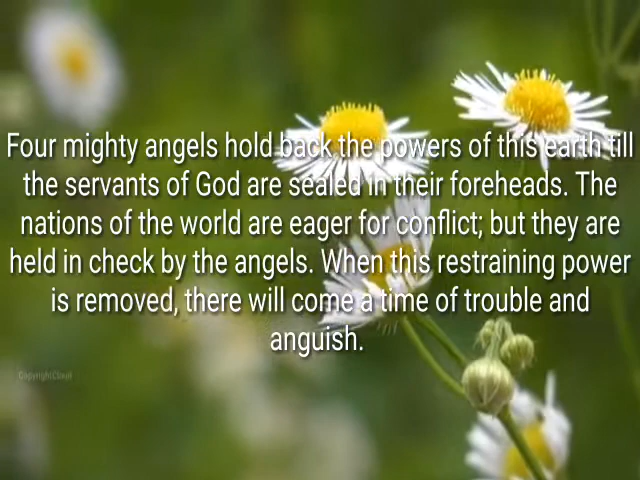 Four mighty angels hold back the powers of this earth till
the servants of God are sealed in their foreheads. The
nations of the world are eager for conflict; but they are
held in check by the angels. When this restraining power
is removed, there will come a time of trouble and
anguish.
CopyrightCloud